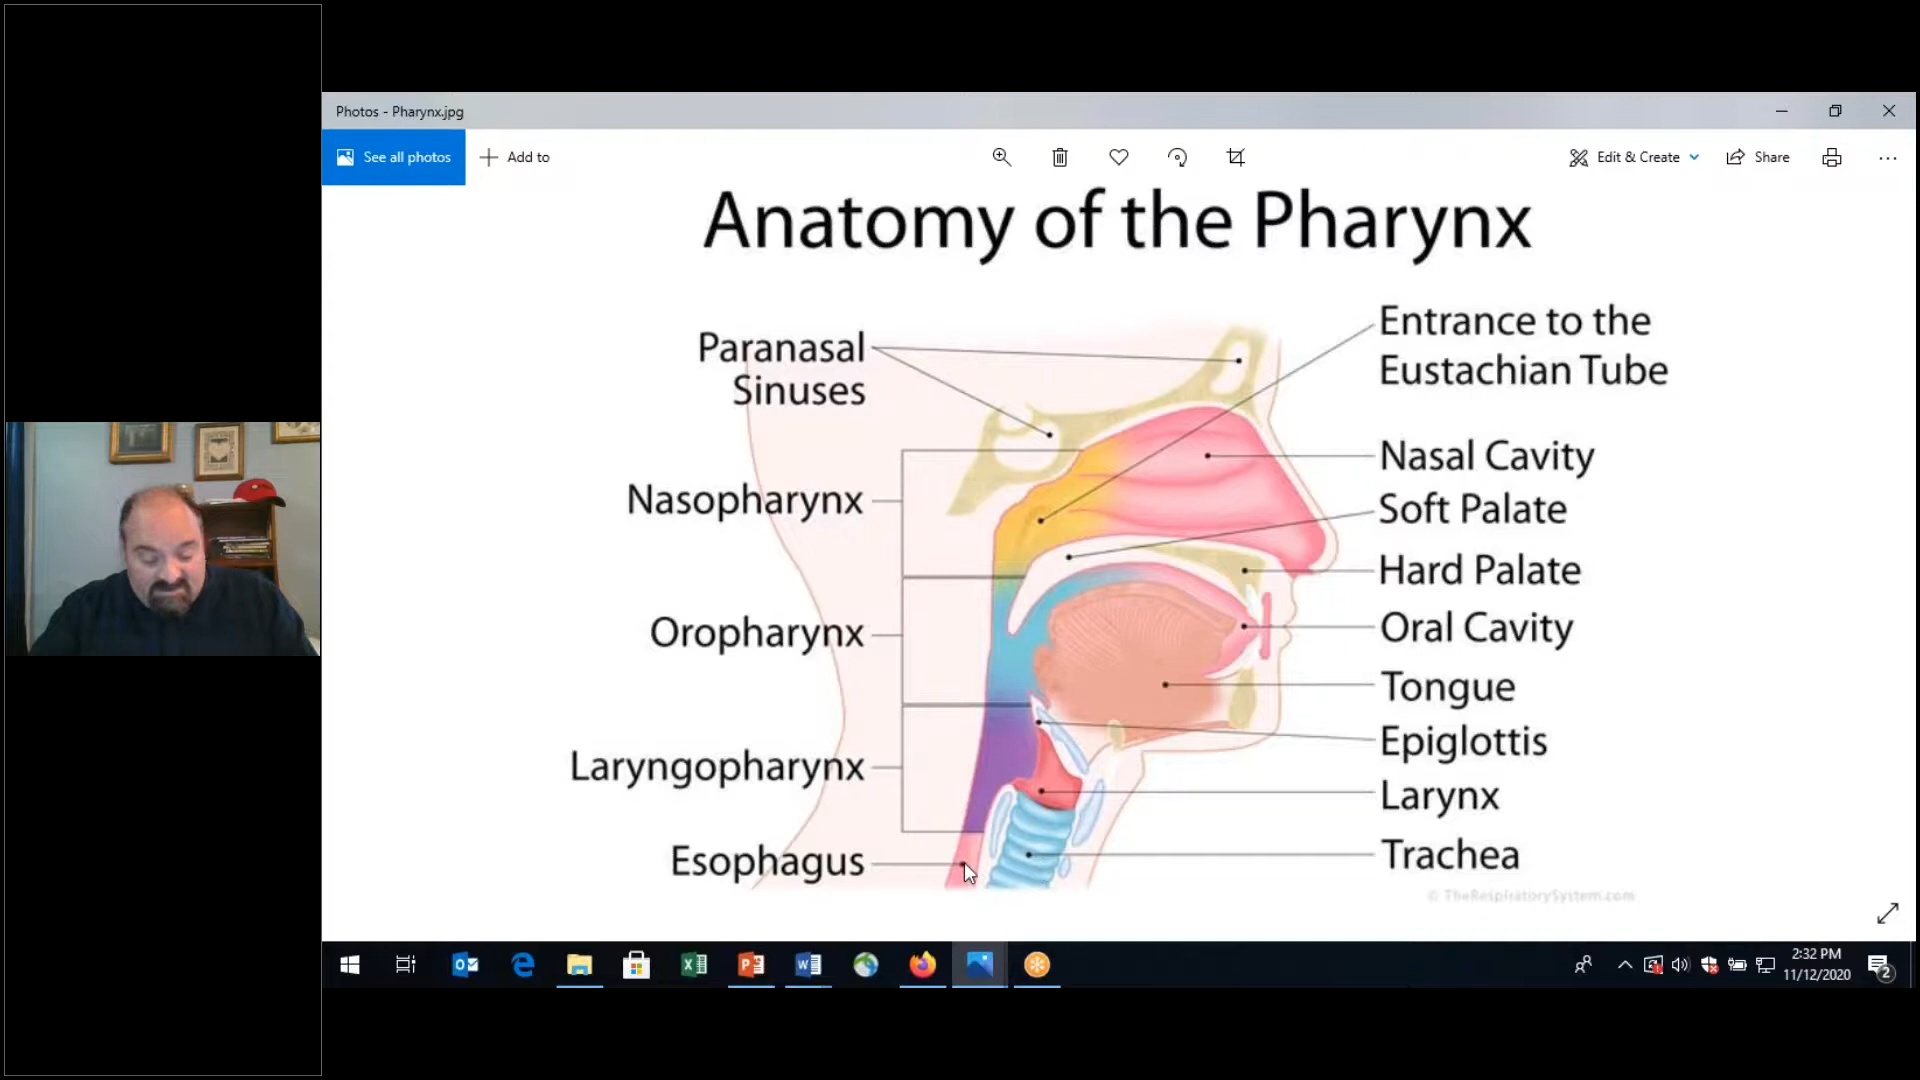 Photos - Pharynx.jpg
See all photos
Add to
Edit & Create
Share
Anatomy of the Pharynx
Paranasal
Sinuses
Nasopharynx
Oropharynx
Laryngopharynx
Esophagus
Entrance to the
Eustachian Tube
Nasal Cavity
Soft Palate
Hard Palate
Oral Cavity
Tongue
Epiglottis
Larynx
Trachea
© TheRespiratorySystem.com
2:32 PM
11/12/2020
2